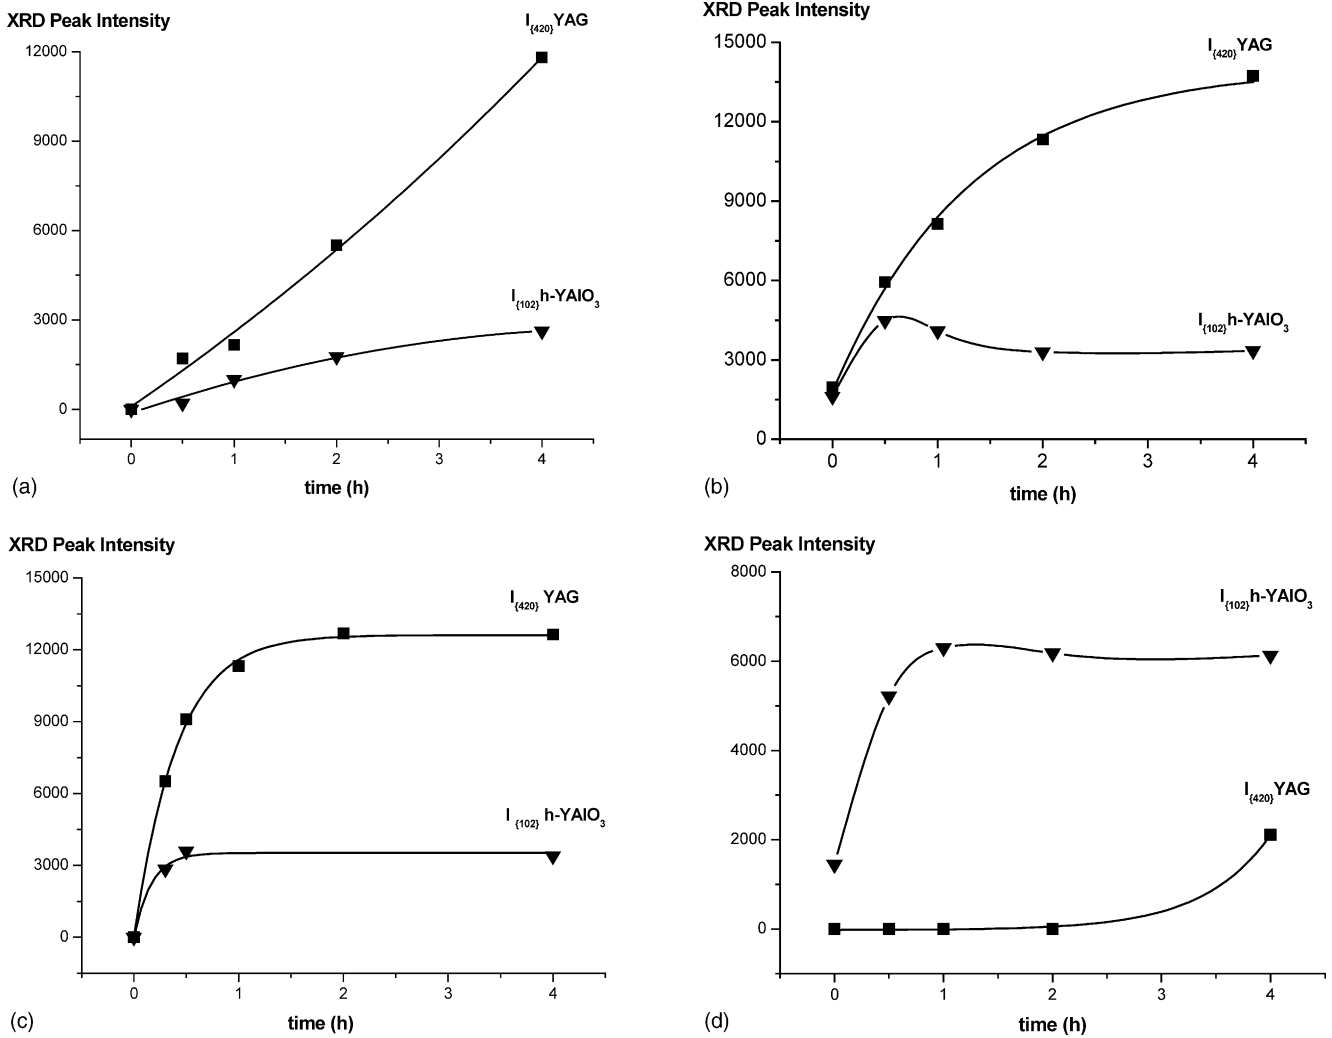 XRD Peak Intensity
I{420}YAG
12000
9000
6000
3000
0
I{102}h-YAlO3
0 1 2 3 4
time (h)
(a)
XRD Peak Intensity
I{420}YAG
15000
12000
9000
6000
3000
0
I{102}h-YAlO3
0 1 2 3 4
time (h)
(b)
XRD Peak Intensity
I{420} YAG
15000
12000
9000
6000
3000
0
I {102} h-YAlO3
0 1 2 3 4
time (h)
(c)
XRD Peak Intensity
I{102}h-YAlO3
8000
6000
4000
2000
0
I{420}YAG
0 1 2 3 4
time (h)
(d)